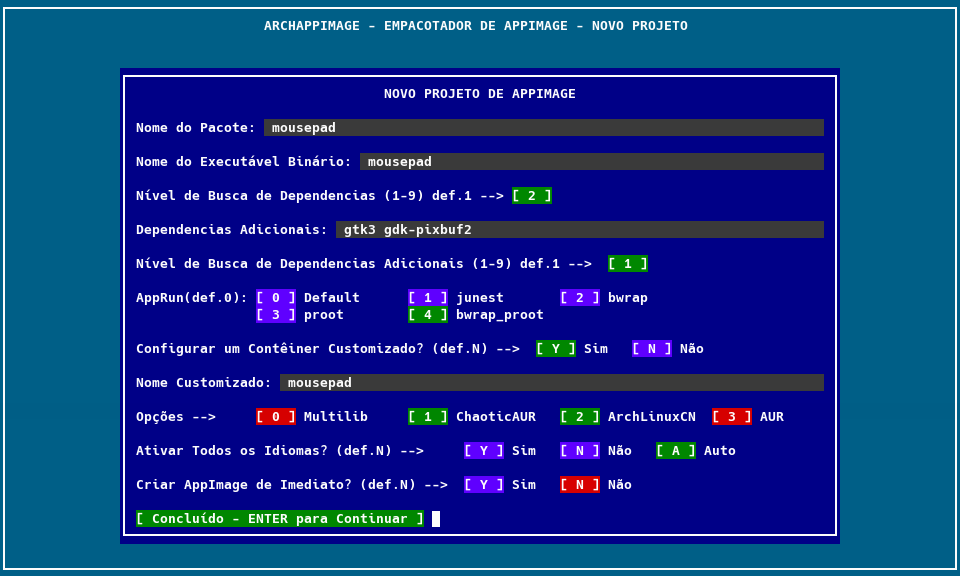 ARCHAPPIMAGE - EMPACOTADOR DE APPIMAGE - NOVO PROJETO
NOVO PROJETO DE APPIMAGE
Nome do Pacote: mousepad
Nome do Executável Binário: mousepad
Nível de Busca de Dependencias (1-9) def.1 --> [ 2 ]
Dependencias Adicionais: gtk3 gdk-pixbuf2
Nível de Busca de Dependencias Adicionais (1-9) def.1 --> [ 1 ]
AppRun(def.0): [ 0 ] Default [ 1 ] junest [ 2 ] bwrap
[ 3 ] proot [ 4 ] bwrap_proot
Configurar um Contêiner Customizado? (def.N) --> [ Y ] Sim [ N ] Não
Nome Customizado: mousepad
Opções --> [ 0 ] Multilib [ 1 ] ChaoticAUR [ 2 ] ArchLinuxCN [ 3 ] AUR
Ativar Todos os Idiomas? (def.N) --> [ Y ] Sim [ N ] Não [ A ] Auto
Criar AppImage de Imediato? (def.N) --> [ Y ] Sim [ N ] Não
[ Concluído - ENTER para Continuar ]